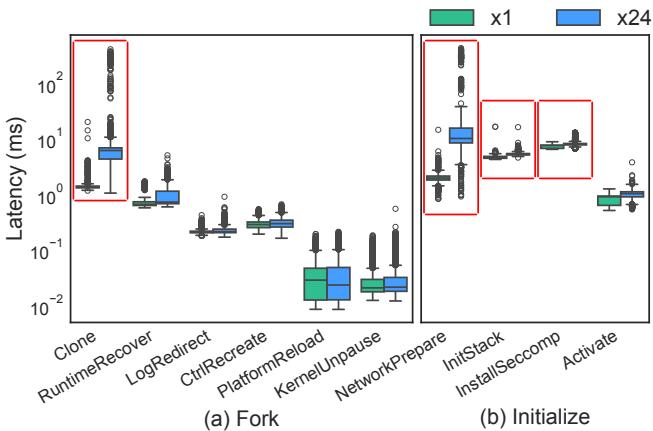 x1 x24
Latency (ms)
10^2
10^1
10^0
10^-1
10^-2
Clone
RuntimeRecover
LogRedirect
CtrlRecreate
PlatformReload
KernelUnpause
NetworkPrepare
InitStack
InstallSeccomp
Activate
(a) Fork
(b) Initialize